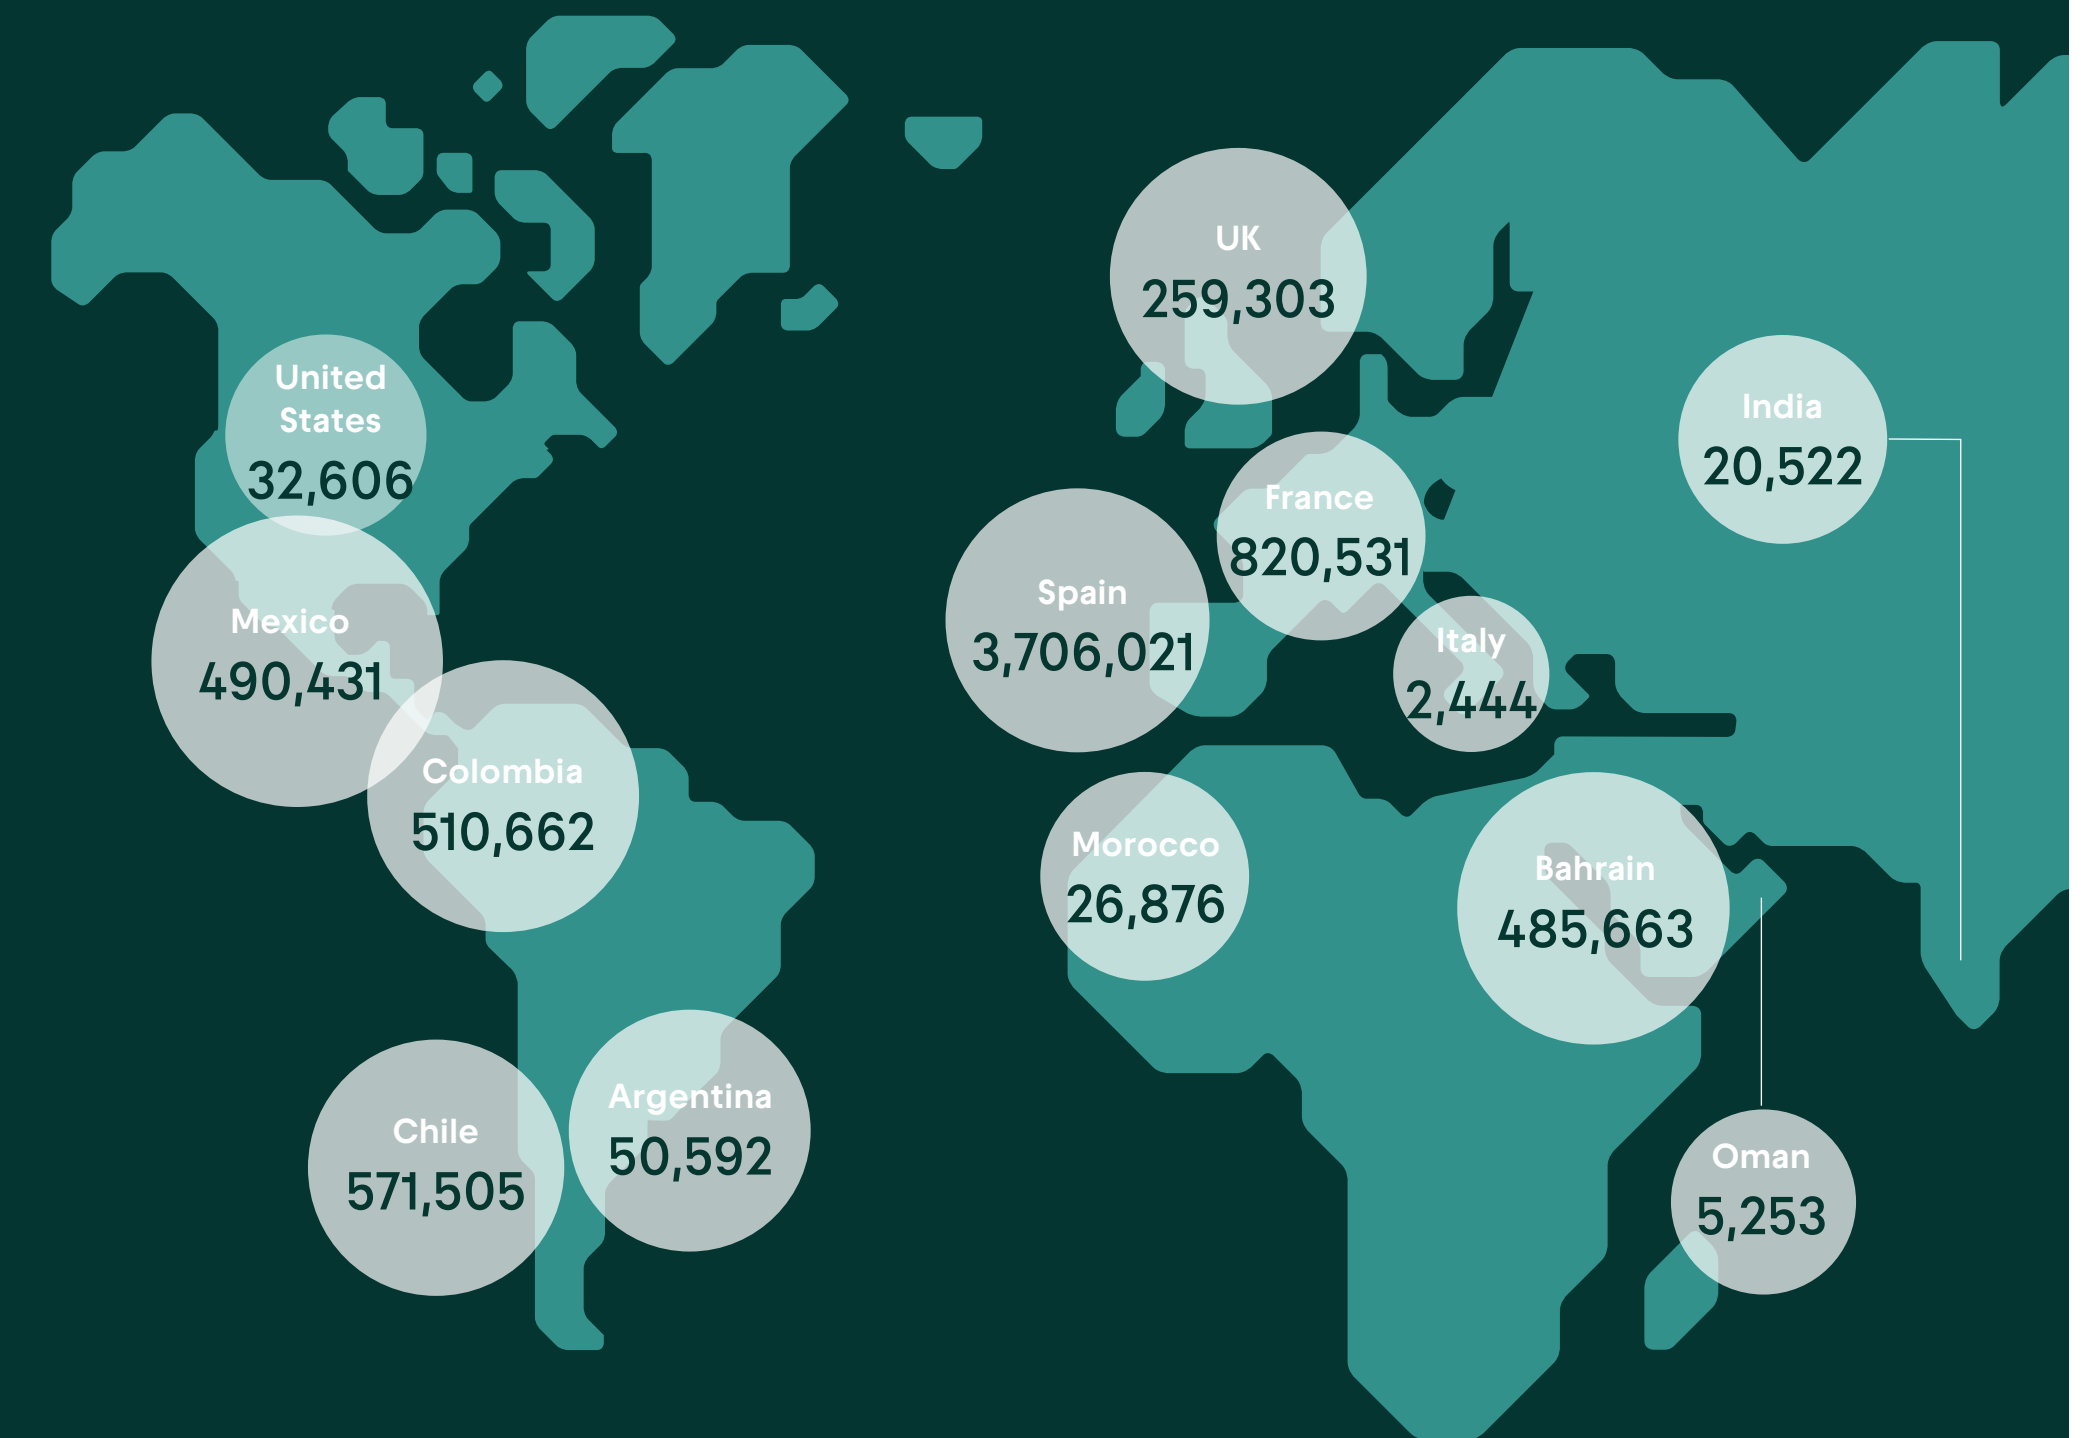 UK
259,303
United
States
32,606
India
20,522
France
820,531
Spain
3,706,021
Mexico
490,431
Italy
2,444
Colombia
510,662
Morocco
26,876
Bahrain
485,663
Argentina
50,592
Chile
571,505
Oman
5,253